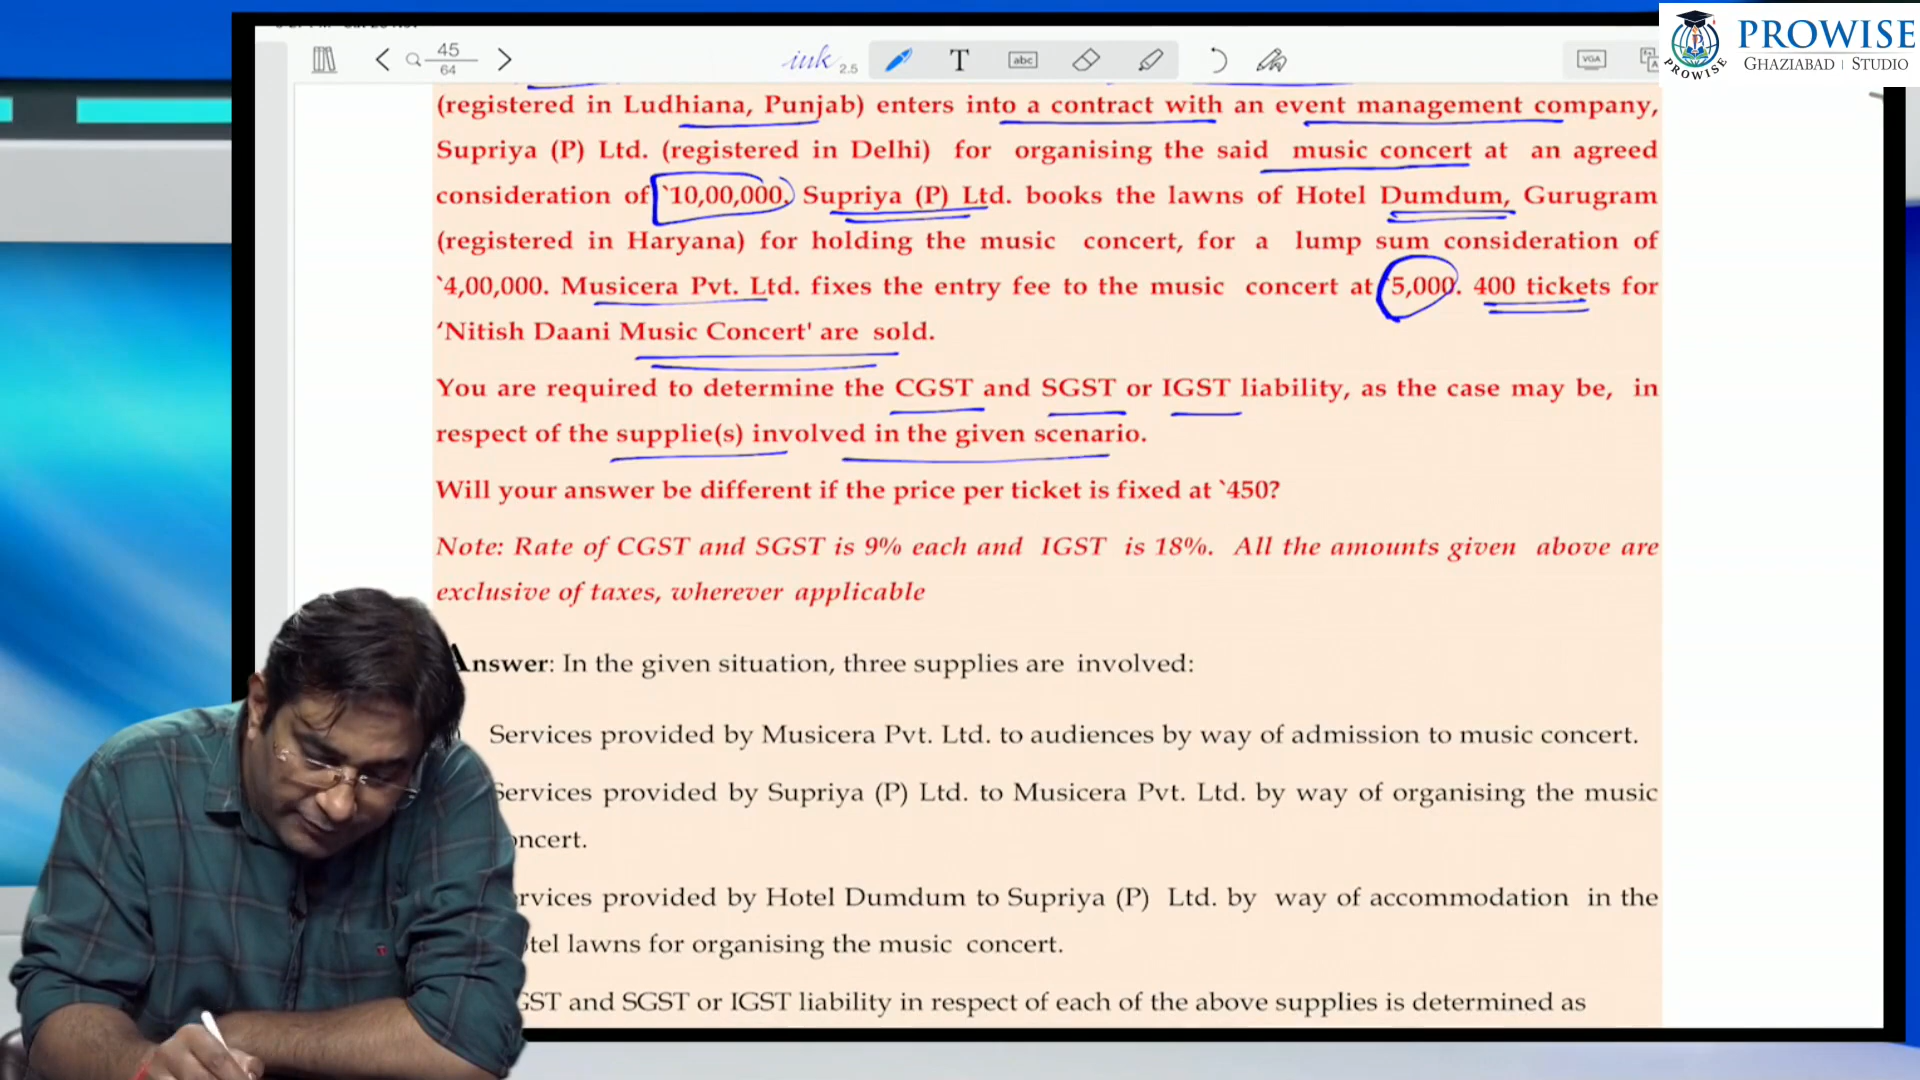 PROWISE
GHAZIABAD | STUDIO
PROWISE
45
64
ink 2.5
T
abc
VGA
(registered in Ludhiana, Punjab) enters into a contract with an event management company,
Supriya (P) Ltd. (registered in Delhi) for organising the said music concert at an agreed
consideration of `10,00,000. Supriya (P) Ltd. books the lawns of Hotel Dumdum, Gurugram
(registered in Haryana) for holding the music concert, for a lump sum consideration of
`4,00,000. Musicera Pvt. Ltd. fixes the entry fee to the music concert at 5,000. 400 tickets for
‘Nitish Daani Music Concert' are sold.
You are required to determine the CGST and SGST or IGST liability, as the case may be, in
respect of the supplie(s) involved in the given scenario.
Will your answer be different if the price per ticket is fixed at `450?
Note: Rate of CGST and SGST is 9% each and IGST is 18%. All the amounts given above are
exclusive of taxes, wherever applicable
Answer: In the given situation, three supplies are involved:
Services provided by Musicera Pvt. Ltd. to audiences by way of admission to music concert.
Services provided by Supriya (P) Ltd. to Musicera Pvt. Ltd. by way of organising the music
oncert.
rvices provided by Hotel Dumdum to Supriya (P) Ltd. by way of accommodation in the
tel lawns for organising the music concert.
GST and SGST or IGST liability in respect of each of the above supplies is determined as